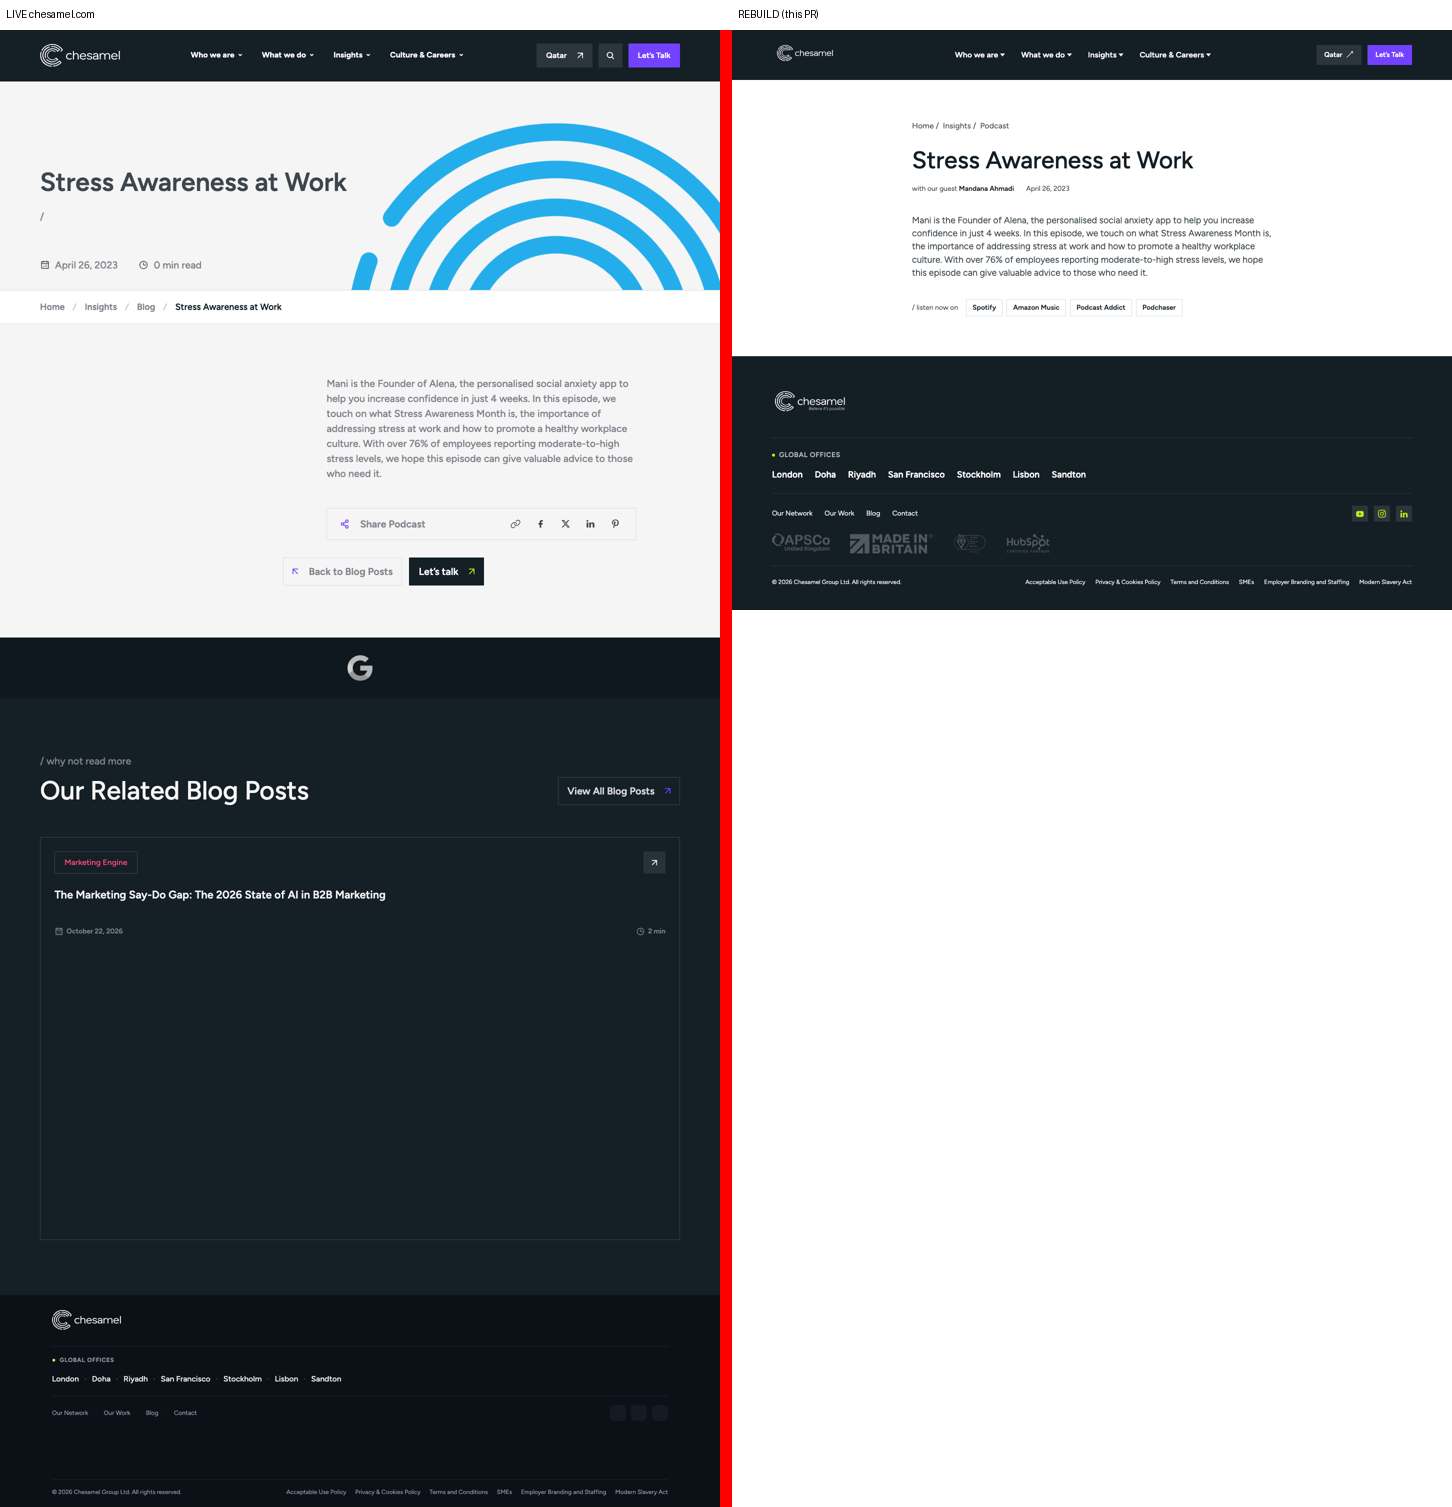 LIVE chesamel.com
chesamel
Who we are
What we do
Insights
Culture & Careers
Qatar
Let's Talk
Stress Awareness at Work
/
April 26, 2023
0 min read
Home / Insights / Blog / Stress Awareness at Work
Mani is the Founder of Alena, the personalised social anxiety app to
help you increase confidence in just 4 weeks. In this episode, we
touch on what Stress Awareness Month is, the importance of
addressing stress at work and how to promote a healthy workplace
culture. With over 76% of employees reporting moderate-to-high
stress levels, we hope this episode can give valuable advice to those
who need it.
Share Podcast
Back to Blog Posts
Let's talk
G
/ why not read more
Our Related Blog Posts
View All Blog Posts
Marketing Engine
The Marketing Say-Do Gap: The 2026 State of AI in B2B Marketing
October 22, 2026
2 min
chesamel
GLOBAL OFFICES
London · Doha · Riyadh · San Francisco · Stockholm · Lisbon · Sandton
Our Network Our Work Blog Contact
© 2026 Chesamel Group Ltd. All rights reserved.
Acceptable Use Policy Privacy & Cookies Policy Terms and Conditions SMEs Employer Branding and Staffing Modern Slavery Act
REBUILD (this PR)
chesamel
Who we are
What we do
Insights
Culture & Careers
Qatar
Let's Talk
Home / Insights / Podcast
Stress Awareness at Work
with our guest Mandana Ahmadi April 26, 2023
Mani is the Founder of Alena, the personalised social anxiety app to help you increase
confidence in just 4 weeks. In this episode, we touch on what Stress Awareness Month is,
the importance of addressing stress at work and how to promote a healthy workplace
culture. With over 76% of employees reporting moderate-to-high stress levels, we hope
this episode can give valuable advice to those who need it.
/ listen now on Spotify Amazon Music Podcast Addict Podchaser
chesamel
Believe it's possible
GLOBAL OFFICES
London Doha Riyadh San Francisco Stockholm Lisbon Sandton
Our Network Our Work Blog Contact
APSCo
United Kingdom
MADE IN
BRITAIN
HubSpot
© 2026 Chesamel Group Ltd. All rights reserved.
Acceptable Use Policy Privacy & Cookies Policy Terms and Conditions SMEs Employer Branding and Staffing Modern Slavery Act